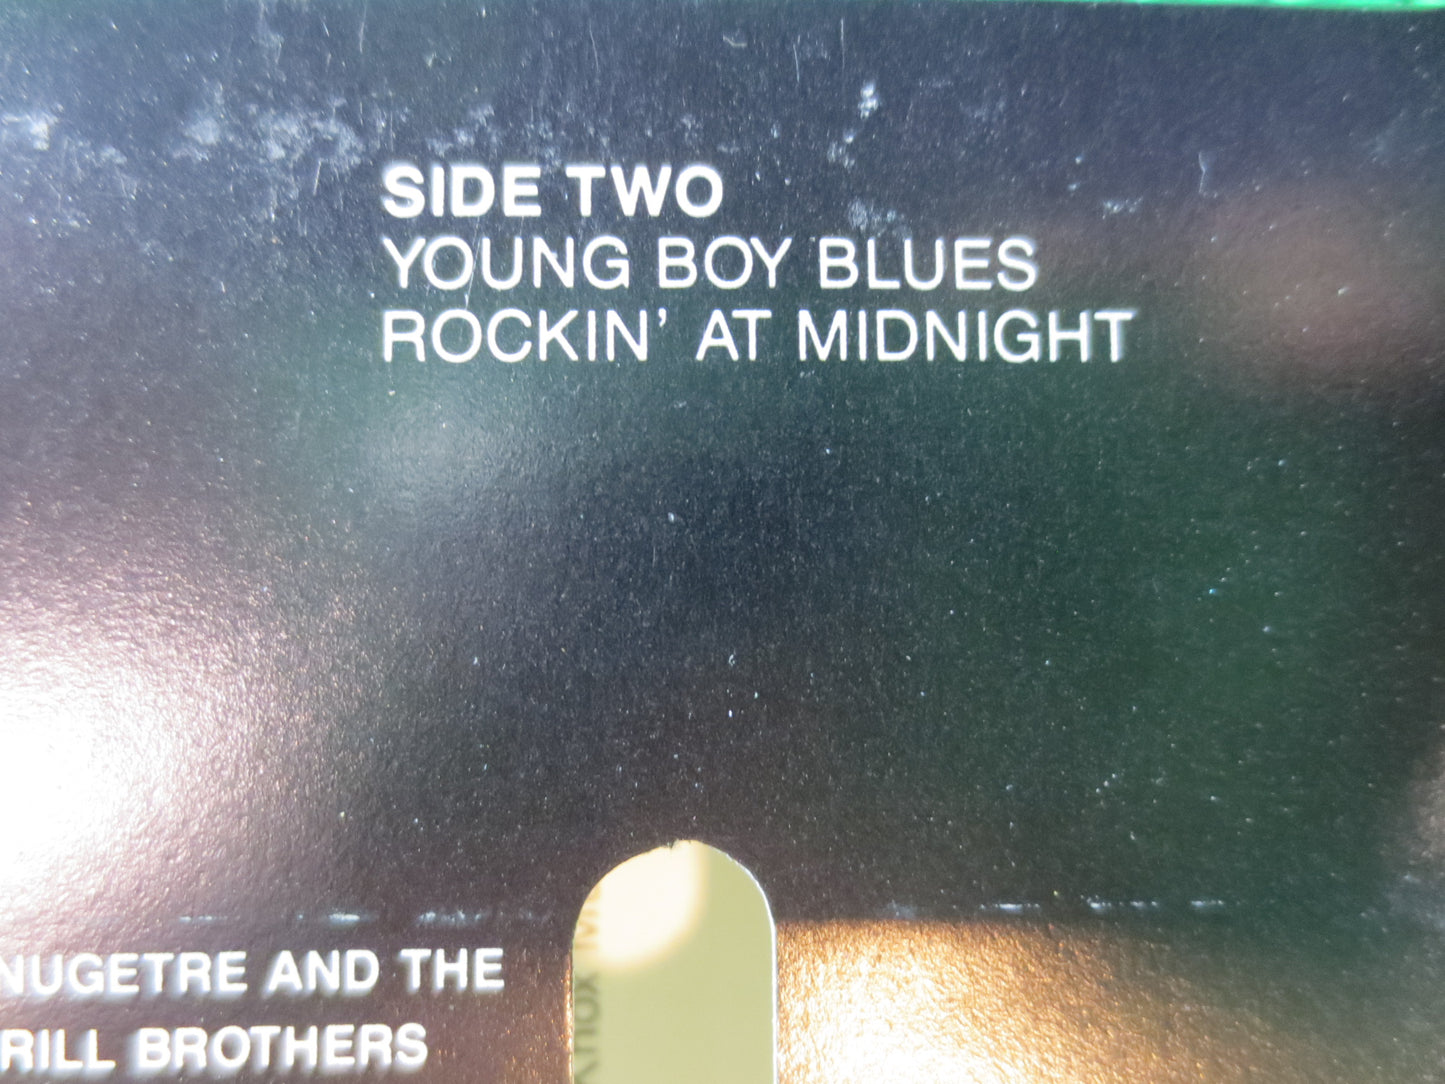 SIDE TWO
YOUNG BOY BLUES
ROCKIN’ AT MIDNIGHT
NUGETRE AND THE
RILL BROTHERS